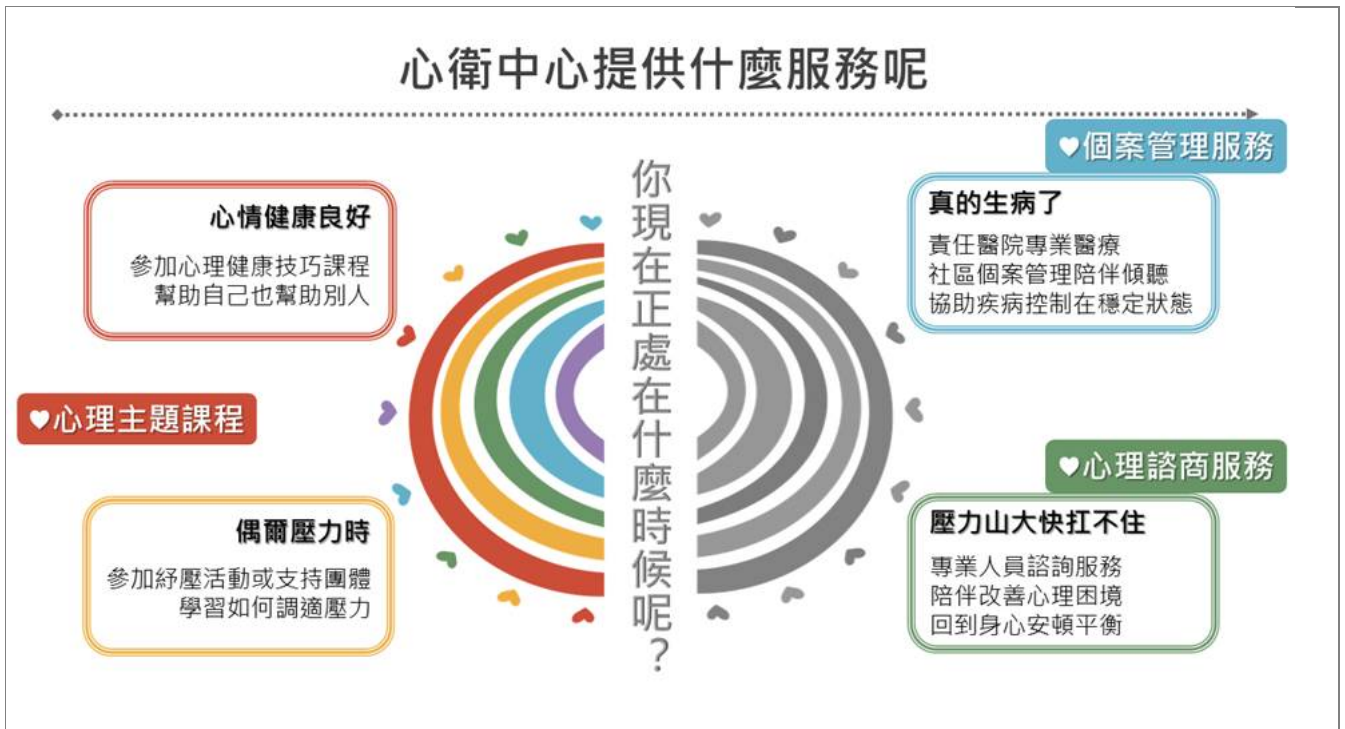 心衛中心提供什麼服務呢
心情健康良好
參加心理健康技巧課程
幫助自己也幫助別人
♥心理主題課程
偶爾壓力時
參加紓壓活動或支持團體
學習如何調適壓力
你現在正處在什麼時候呢？
♥個案管理服務
真的生病了
責任醫院專業醫療
社區個案管理陪伴傾聽
協助疾病控制在穩定狀態
♥心理諮商服務
壓力山大快扛不住
專業人員諮詢服務
陪伴改善心理困境
回到身心安頓平衡